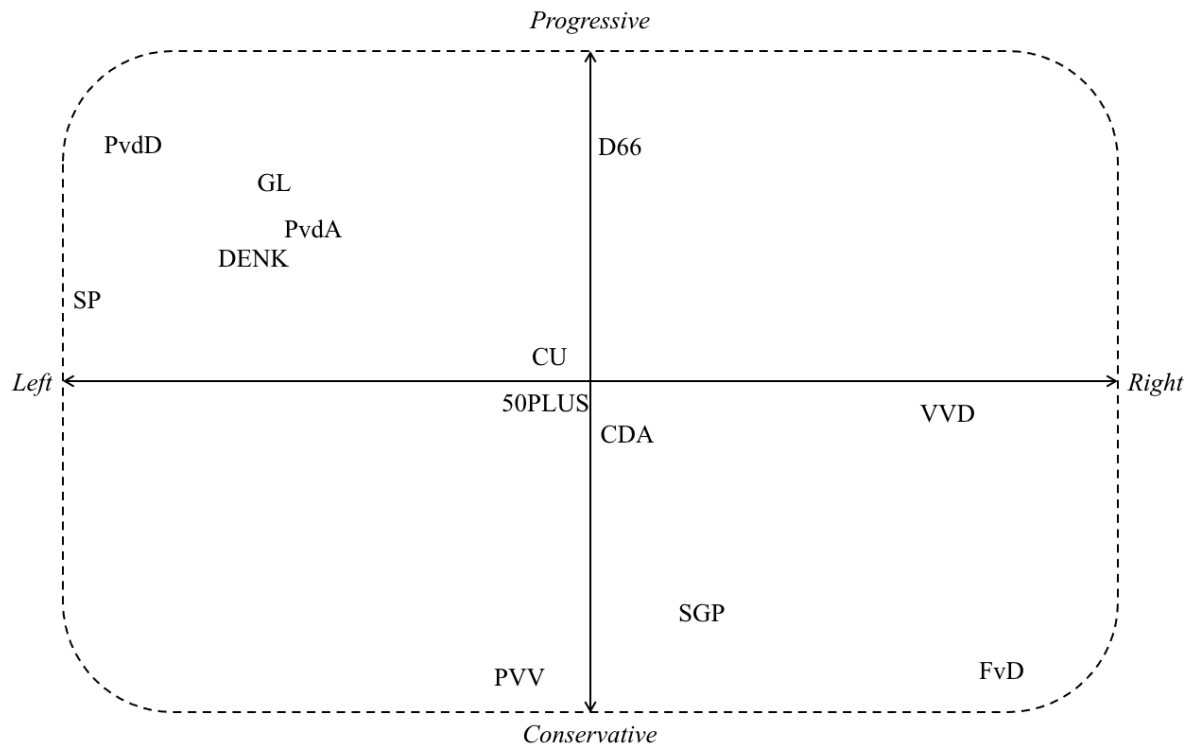 Progressive
PvdD
D66
GL
PvdA
DENK
SP
CU
Left
Right
50PLUS
VVD
CDA
SGP
FvD
PVV
Conservative